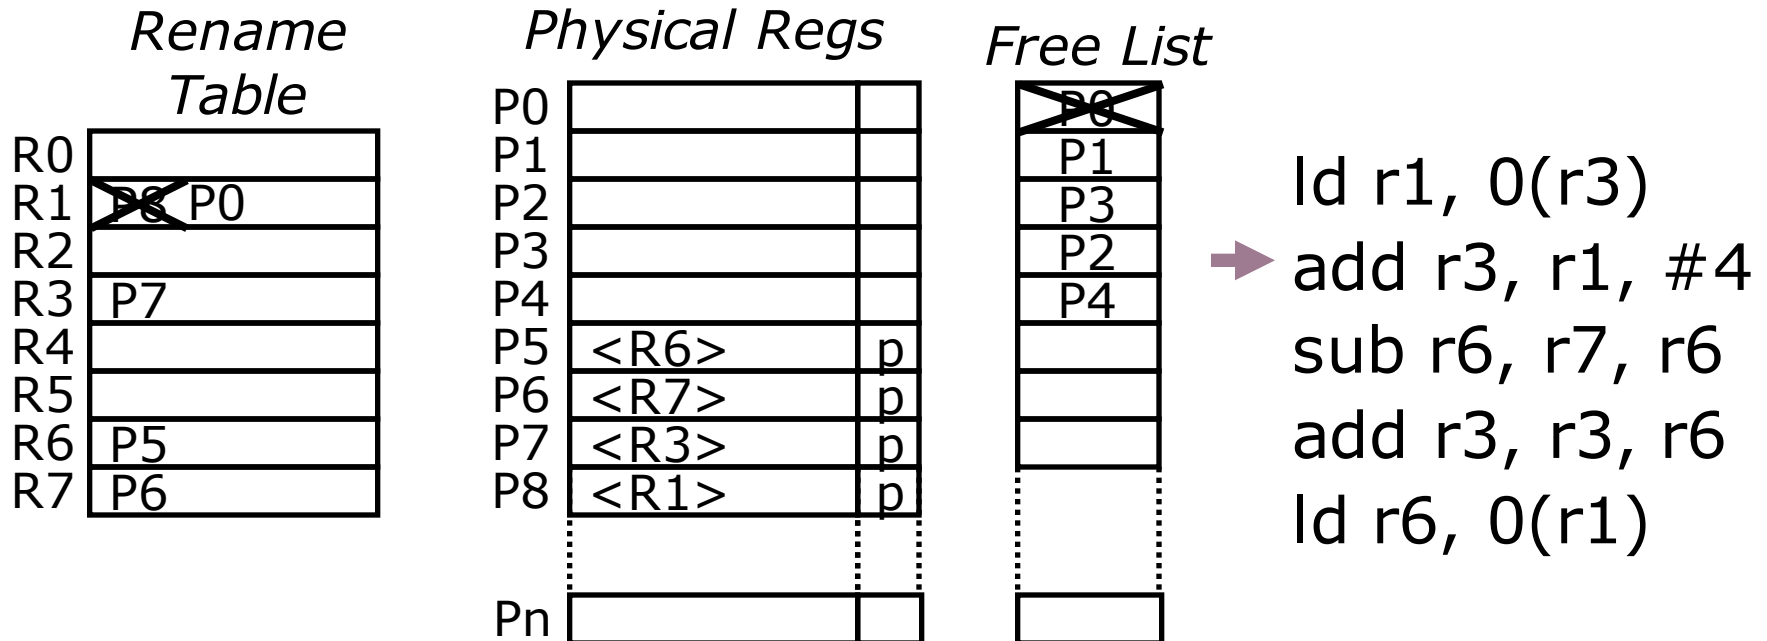 Rename
Table
R0
R1 P8 P0
R2
R3 P7
R4
R5
R6 P5
R7 P6
Physical Regs
P0
P1
P2
P3
P4
P5 <R6> p
P6 <R7> p
P7 <R3> p
P8 <R1> p
Pn
Free List
P0
P1
P3
P2
P4
ld r1, 0(r3)
add r3, r1, #4
sub r6, r7, r6
add r3, r3, r6
ld r6, 0(r1)